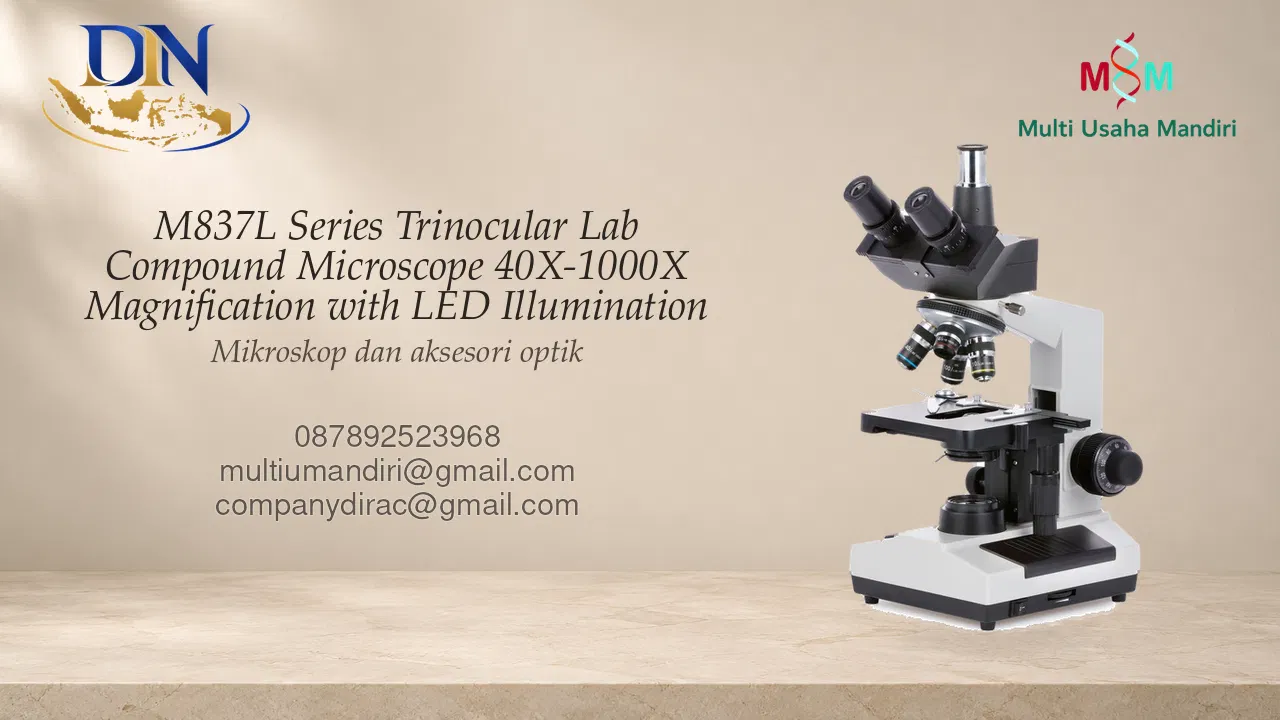 DN
M M
Multi Usaha Mandiri
M837L Series Trinocular Lab
Compound Microscope 40X-1000X
Magnification with LED Illumination
Mikroskop dan aksesori optik
087892523968
multiumandiri@gmail.com
companydirac@gmail.com